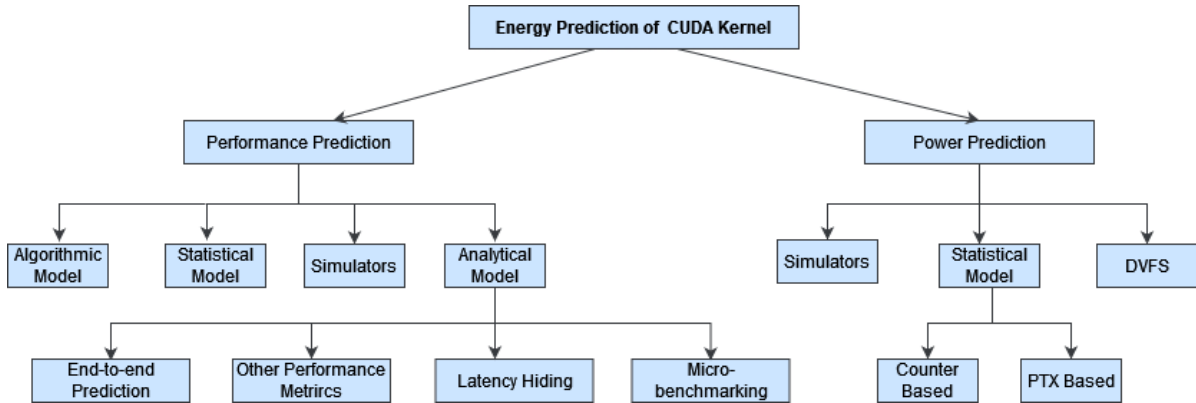 Energy Prediction of CUDA Kernel
Performance Prediction
Power Prediction
Algorithmic
Model
Statistical
Model
Simulators
Analytical
Model
Simulators
Statistical
Model
DVFS
End-to-end
Prediction
Other Performance
Metrircs
Latency Hiding
Micro-
benchmarking
Counter
Based
PTX Based